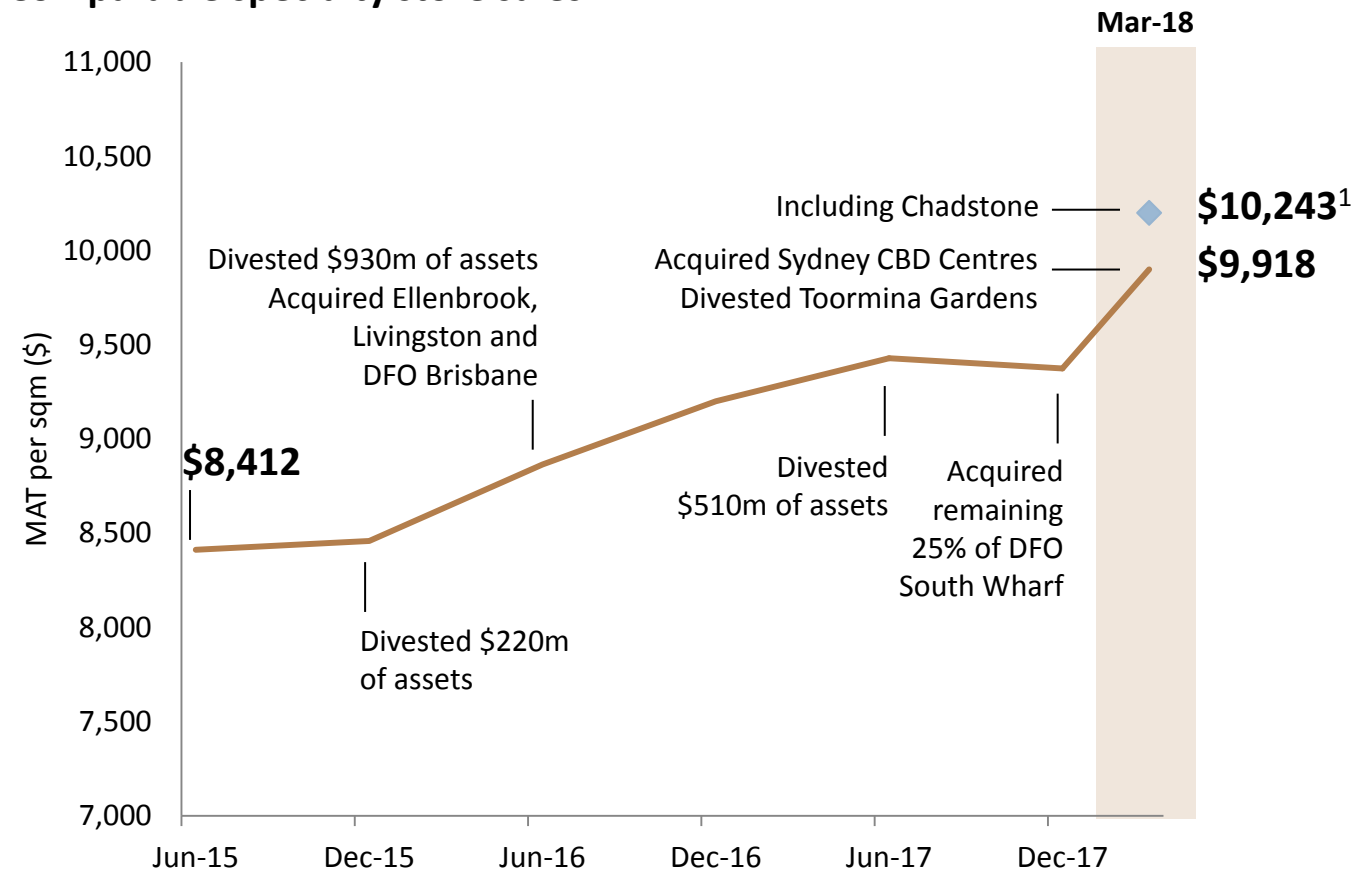 Mar-18
11,000
10,500
10,000
9,500
9,000
8,500
8,000
7,500
7,000
MAT per sqm ($)
Including Chadstone
$10,243¹
Acquired Sydney CBD Centres
Divested Toormina Gardens
$9,918
Divested $930m of assets
Acquired Ellenbrook,
Livingston and
DFO Brisbane
$8,412
Divested $220m
of assets
Divested
$510m of assets
Acquired
remaining
25% of DFO
South Wharf
Jun-15
Dec-15
Jun-16
Dec-16
Jun-17
Dec-17